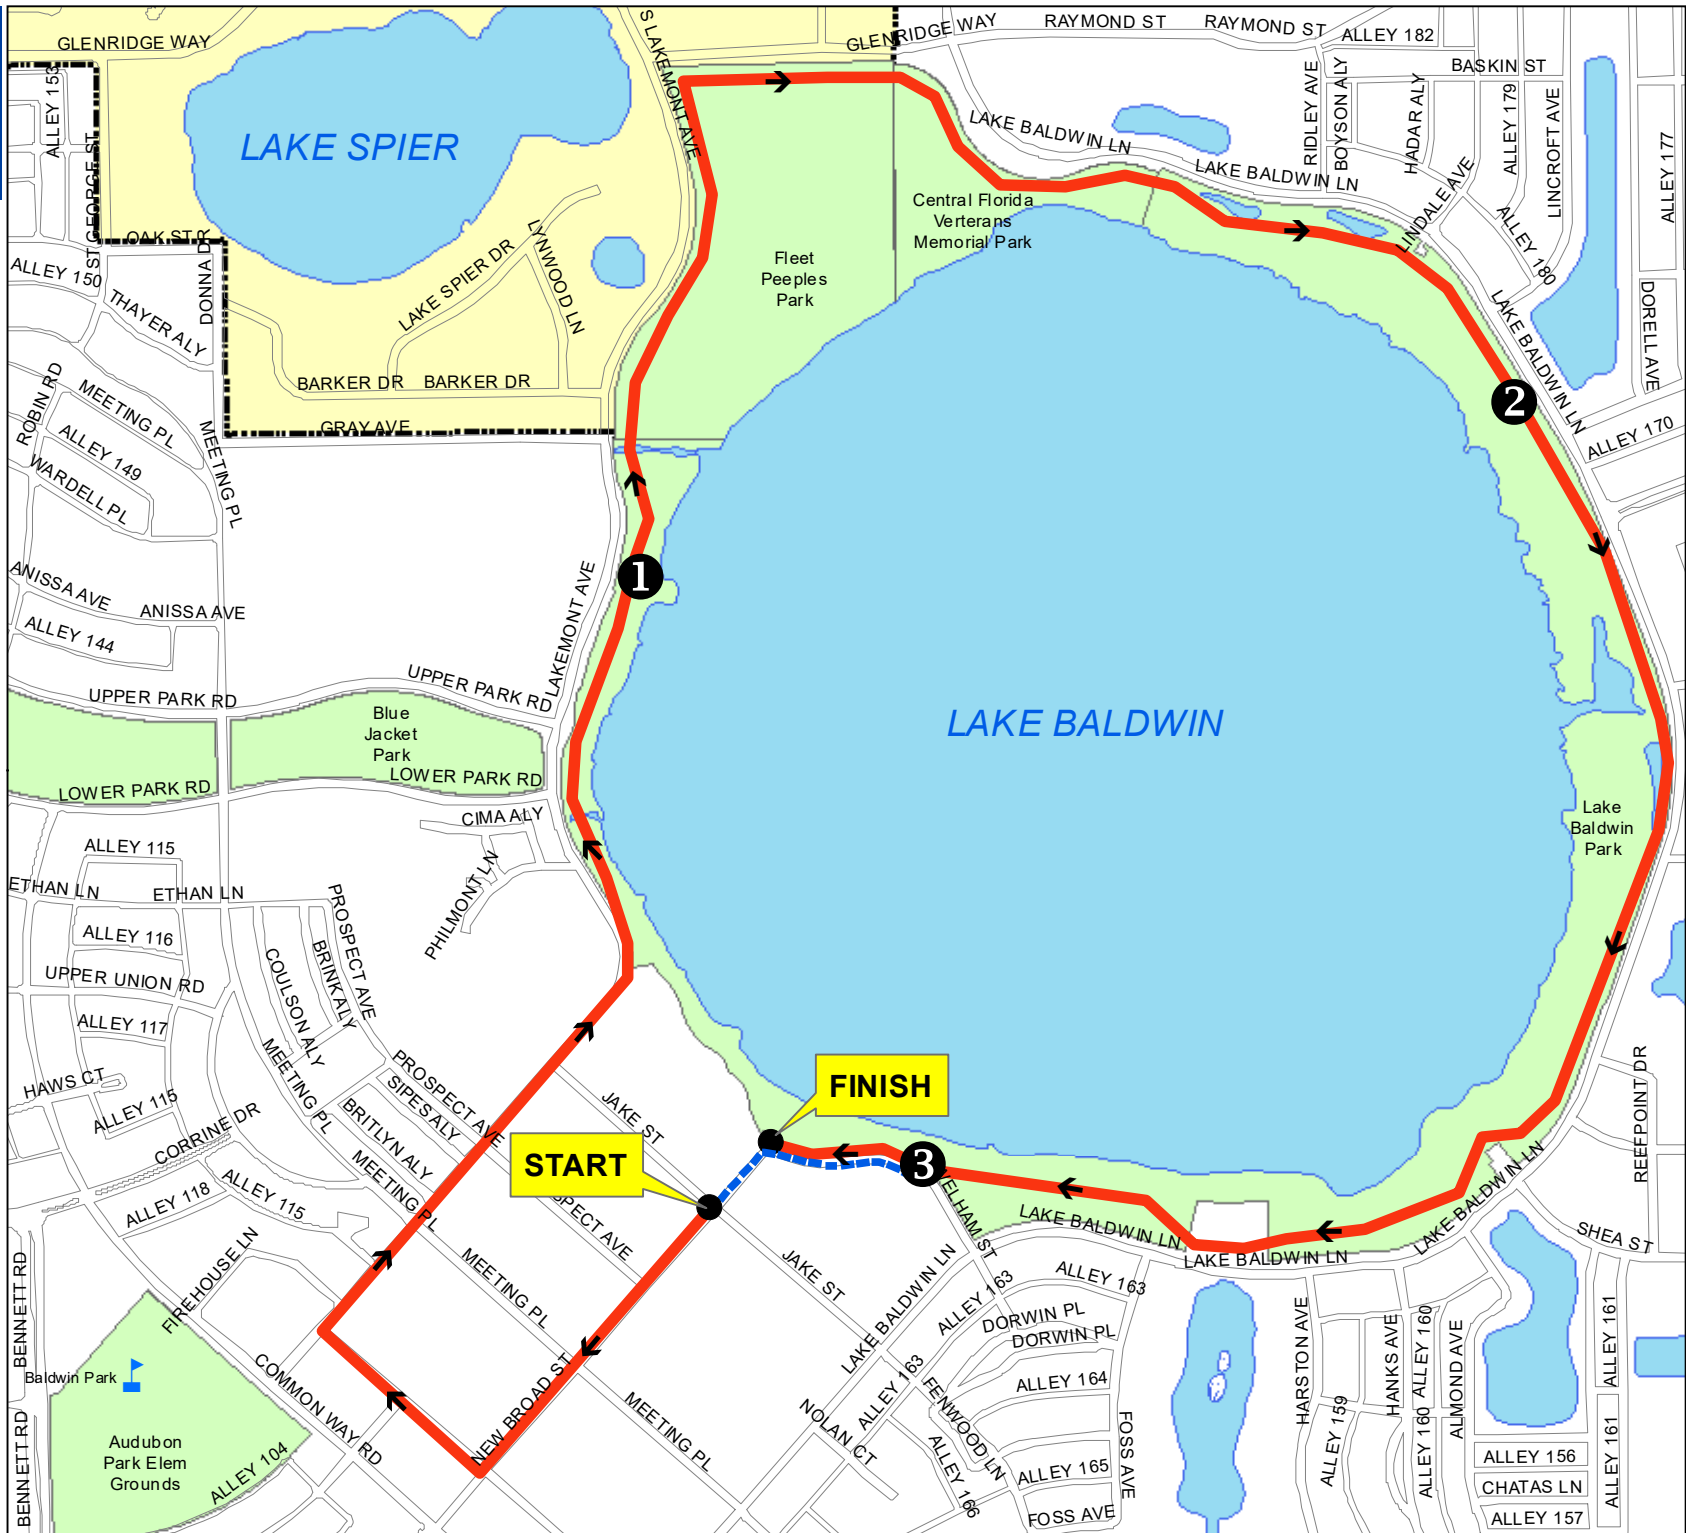 GLENRIDGE WAY
S LAKEMONT AVE
GLENRIDGE WAY
RAYMOND ST
RAYMOND ST
ALLEY 182
BASKIN ST
ALLEY 153
ST GEORGE ST
LAKE SPIER
RIDLEY AVE
BOYSON ALY
HADAR ALY
ALLEY 179
LINCROFT AVE
ALLEY 177
LAKE BALDWIN LN
LAKE BALDWIN LN
Central Florida
Verterans
Memorial Park
LINDALE AVE
ALLEY 180
OAK ST
DONNA DR
ALLEY 150
THAYER ALY
LAKE SPIER DR
LYNWOOD LN
Fleet
Peeples
Park
LAKE BALDWIN LN
DORELL AVE
2
ALLEY 170
BARKER DR
BARKER DR
GRAY AVE
ROBIN RD
MEETING PL
ALLEY 149
WARDELL PL
MEETING PL
1
ANISSA AVE
ANISSA AVE
ALLEY 144
LAKEMONT AVE
UPPER PARK RD
UPPER PARK RD
Blue
Jacket
Park
LAKE BALDWIN
LOWER PARK RD
LOWER PARK RD
Lake
Baldwin
Park
CIMA ALY
PHILMONT LN
ALLEY 115
ETHAN LN
ETHAN LN
PROSPECT AVE
BRINK ALY
COULSON ALY
ALLEY 116
UPPER UNION RD
ALLEY 117
MEETING PL
HAWS CT
ALLEY 115
CORRINE DR
PROSPECT AVE
SIPES ALY
BRITLYN ALY
MEETING PL
JAKE ST
FINISH
START
3
REEFPOINT DR
ALLEY 118
ALLEY 115
SPECT AVE
ELHAM ST
LAKE BALDWIN LN
LAKE BALDWIN LN
LAKE BALDWIN LN
SHEA ST
FIREHOUSE LN
MEETING PL
JAKE ST
LAKE BALDWIN LN
ALLEY 163
ALLEY 163
DORWIN PL
DORWIN PL
BENNETT RD
Baldwin Park
COMMON WAY RD
NEW BROAD ST
MEETING PL
ALLEY 163
NOLAN CT
FENWOOD LN
ALLEY 164
HARSTON AVE
ALLEY 159
HANKS AVE
ALLEY 160
ALLEY 160
ALMOND AVE
ALLEY 161
BENNETT RD
Audubon
Park Elem
Grounds
ALLEY 104
ALLEY 166
ALLEY 165
FOSS AVE
FOSS AVE
ALLEY 156
CHATAS LN
ALLEY 157
ALLEY 161